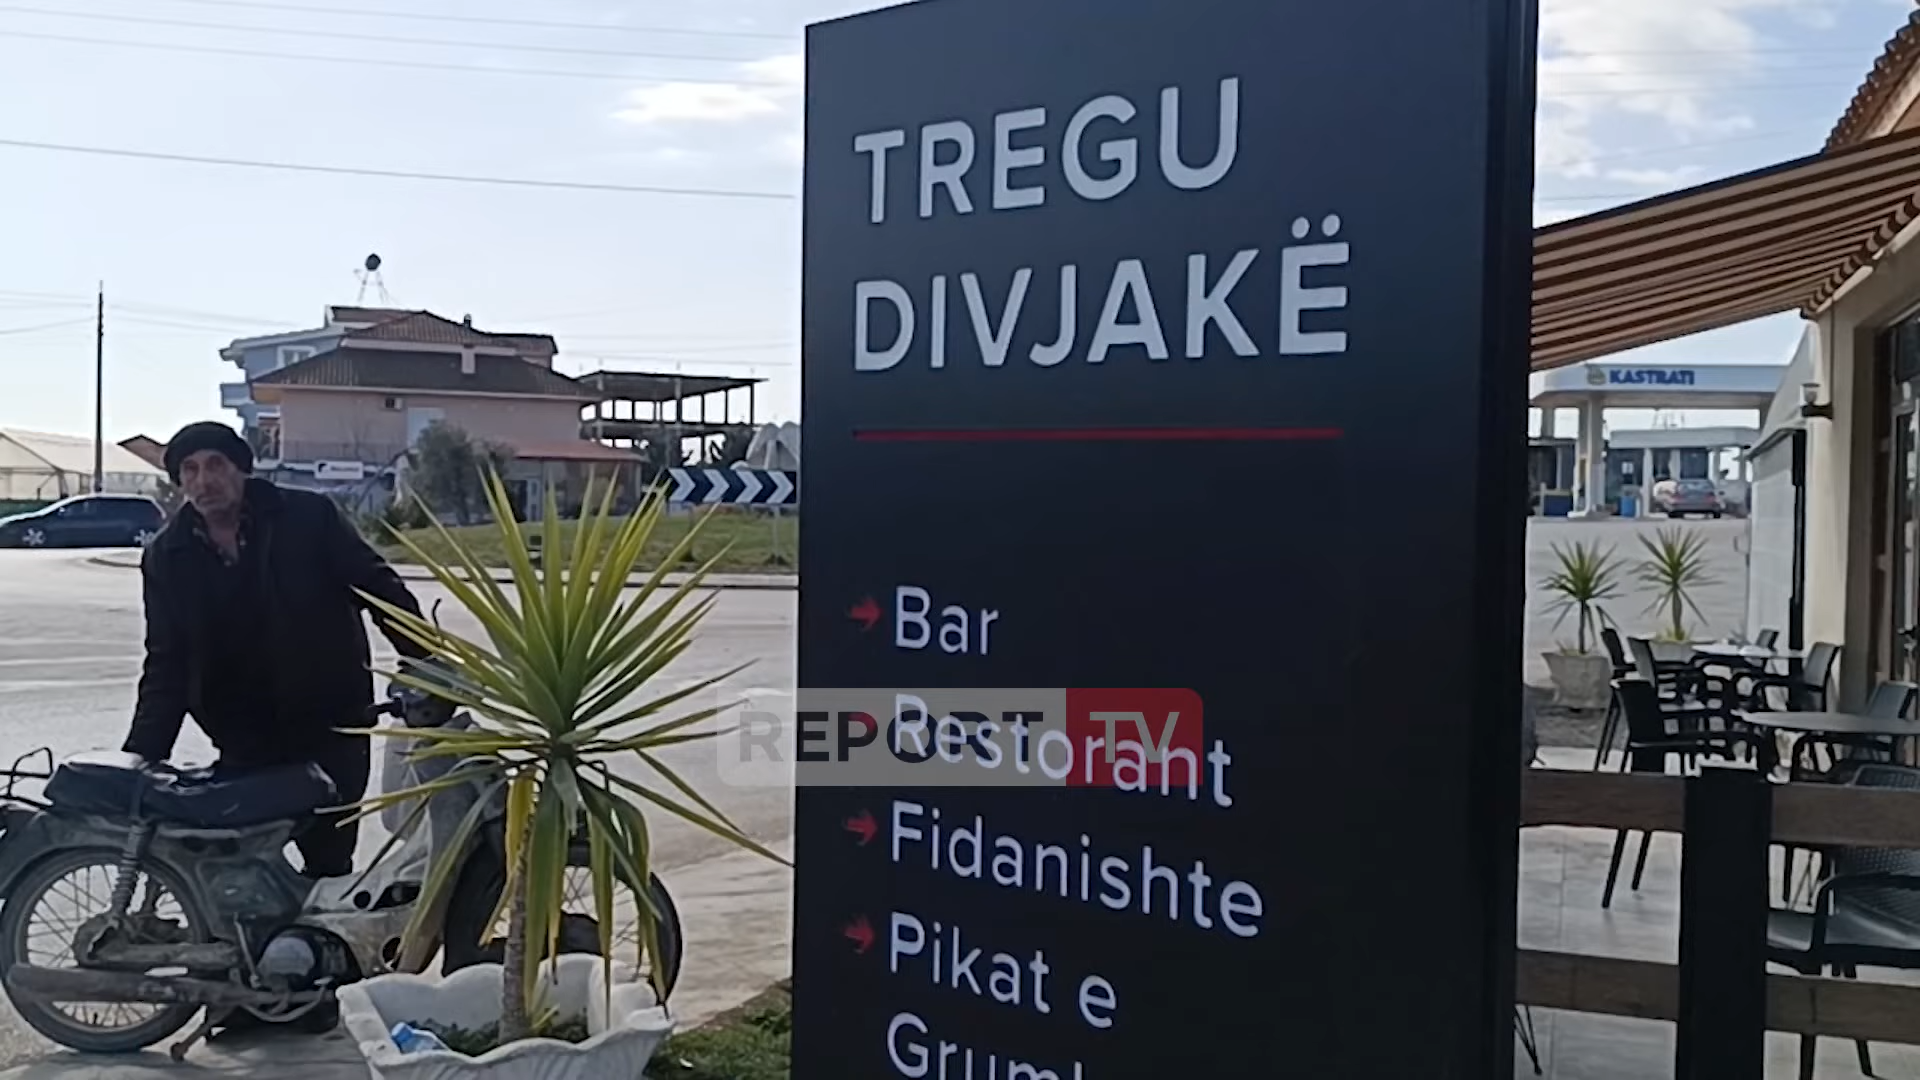 TREGU
DIVJAKË
KASTRATI
Bar
Restorant
REPORT TV
Fidanishte
Pikat e